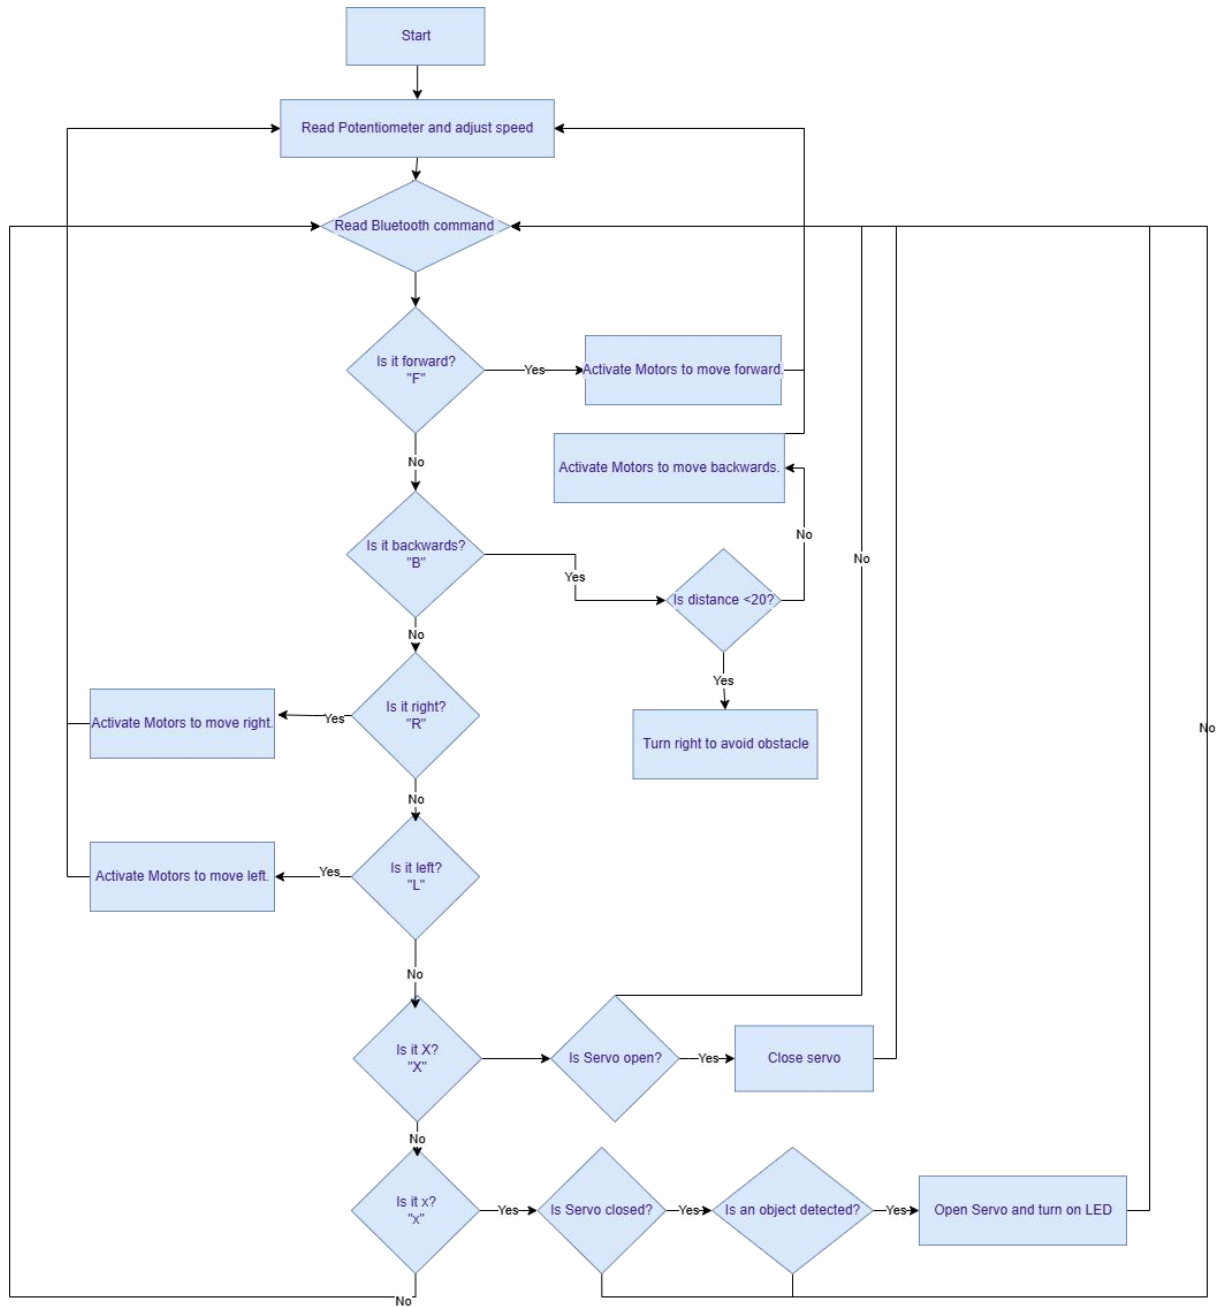 Start
Read Potentiometer and adjust speed
Read Bluetooth command
Is it forward?
"F"
Yes
Activate Motors to move forward.
No
Activate Motors to move backwards.
Is it backwards?
"B"
Yes
No
No
Is distance <20?
No
Yes
Is it right?
"R"
Yes
Activate Motors to move right.
Turn right to avoid obstacle
No
No
Is it left?
"L"
Yes
Activate Motors to move left.
No
Is it X?
"X"
Is Servo open?
Yes
Close servo
No
Is it x?
"x"
Yes
Is Servo closed?
Yes
Is an object detected?
Yes
Open Servo and turn on LED
No